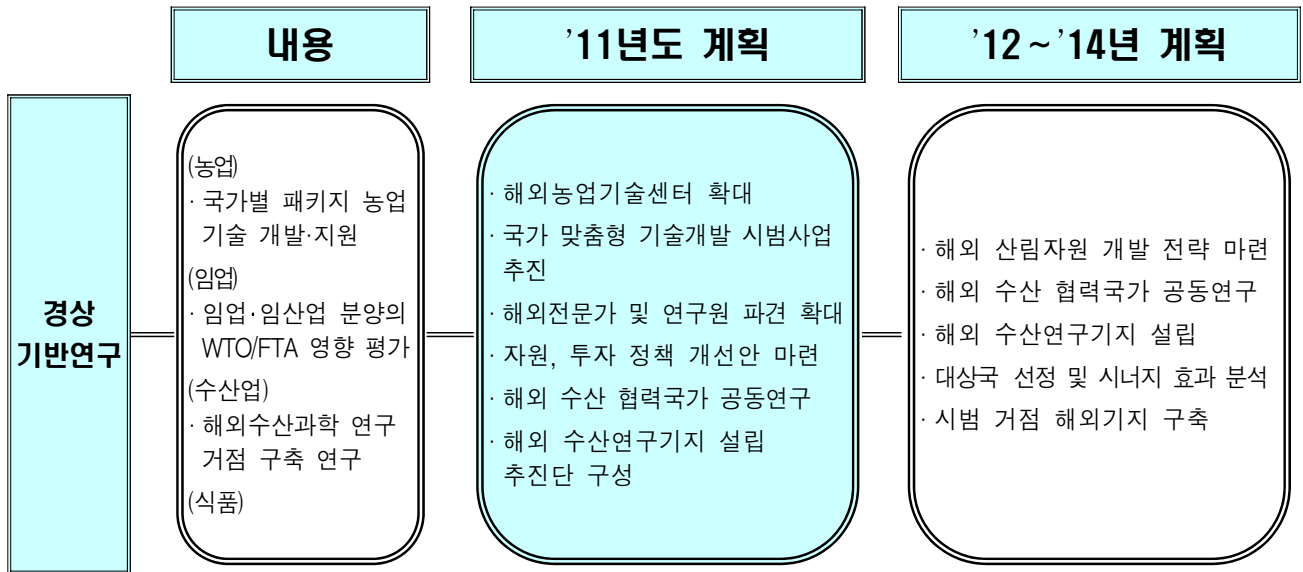 내용
’11년도 계획
’12～’14년 계획
경상
기반연구
(농업)
· 국가별 패키지 농업
기술 개발·지원
(임업)
· 임업·임산업 분양의
WTO/FTA 영향 평가
(수산업)
· 해외수산과학 연구
거점 구축 연구
(식품)
· 해외농업기술센터 확대
· 국가 맞춤형 기술개발 시범사업
추진
· 해외전문가 및 연구원 파견 확대
· 자원, 투자 정책 개선안 마련
· 해외 수산 협력국가 공동연구
· 해외 수산연구기지 설립
추진단 구성
· 해외 산림자원 개발 전략 마련
· 해외 수산 협력국가 공동연구
· 해외 수산연구기지 설립
· 대상국 선정 및 시너지 효과 분석
· 시범 거점 해외기지 구축